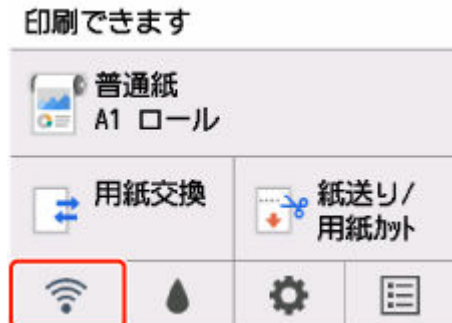 印刷できます
普通紙
A1 ロール
用紙交換
紙送り/
用紙ｶｯﾄ